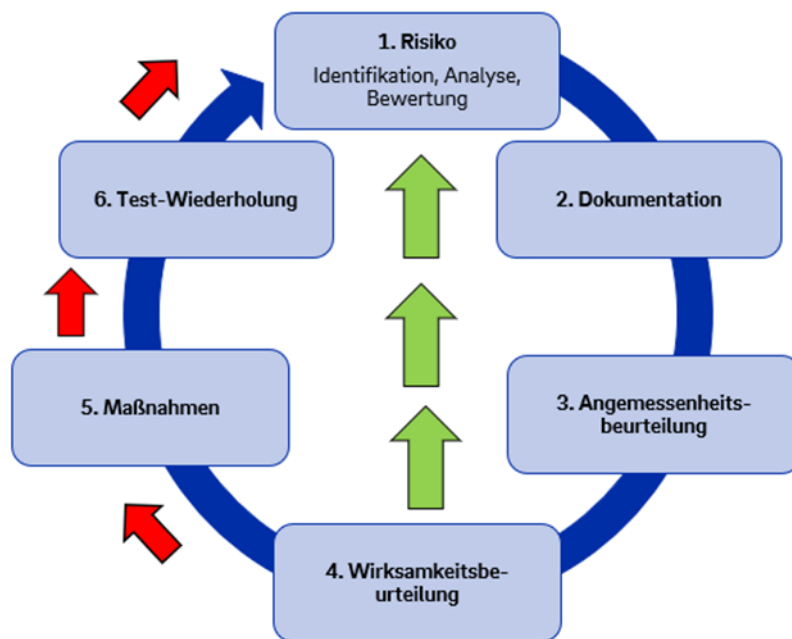 1. Risiko
Identifikation, Analyse,
Bewertung
2. Dokumentation
3. Angemessenheits-
beurteilung
4. Wirksamkeitsbe-
urteilung
5. Maßnahmen
6. Test-Wiederholung